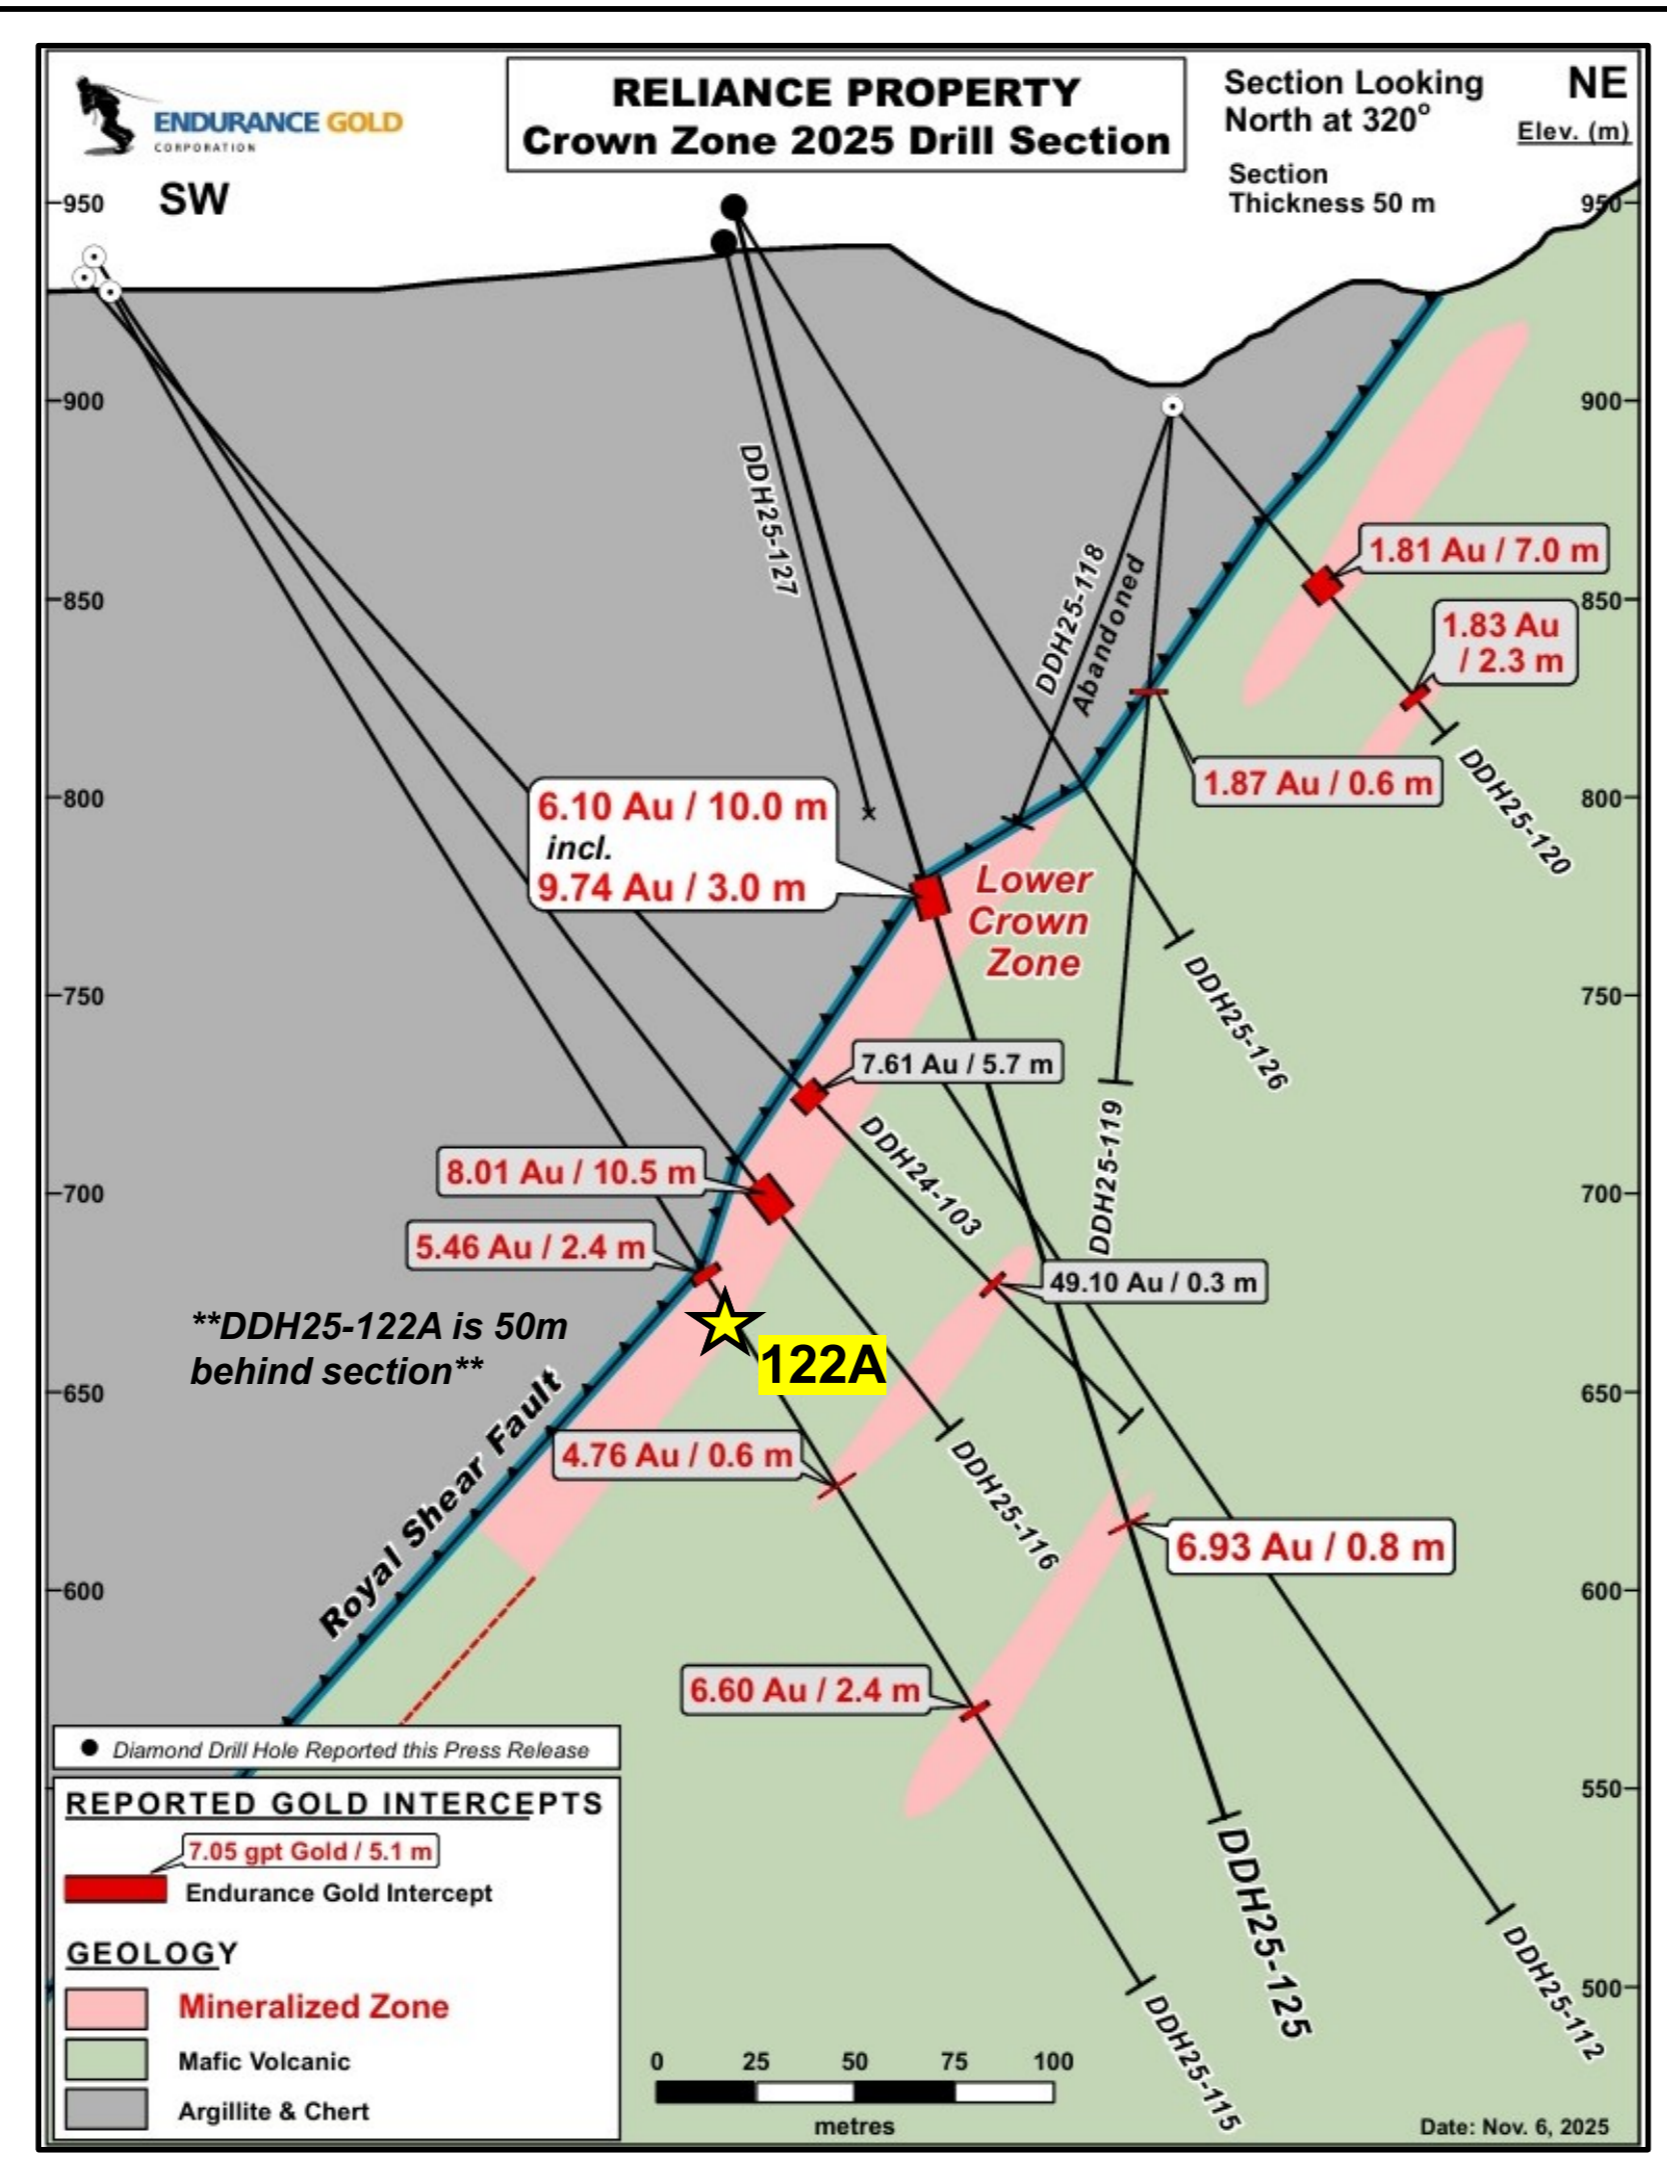 ENDURANCE GOLD
CORPORATION
RELIANCE PROPERTY
Crown Zone 2025 Drill Section
Section Looking
North at 320°
NE
Elev. (m)
Section
Thickness 50 m
SW
950
950
900
900
DDH25-127
DDH25-118
Abandoned
1.81 Au / 7.0 m
850
850
1.83 Au
/ 2.3 m
1.87 Au / 0.6 m
DDH25-120
800
800
6.10 Au / 10.0 m
incl.
9.74 Au / 3.0 m
Lower
Crown
Zone
750
750
DDH25-126
7.61 Au / 5.7 m
DDH24-103
DDH25-119
8.01 Au / 10.5 m
700
700
5.46 Au / 2.4 m
49.10 Au / 0.3 m
**DDH25-122A is 50m
behind section**
122A
650
650
Royal Shear Fault
4.76 Au / 0.6 m
DDH25-116
6.93 Au / 0.8 m
600
600
6.60 Au / 2.4 m
Diamond Drill Hole Reported this Press Release
550
REPORTED GOLD INTERCEPTS
7.05 gpt Gold / 5.1 m
Endurance Gold Intercept
DDH25-125
DDH25-112
500
GEOLOGY
Mineralized Zone
Mafic Volcanic
Argillite & Chert
DDH25-115
0 25 50 75 100
metres
Date: Nov. 6, 2025